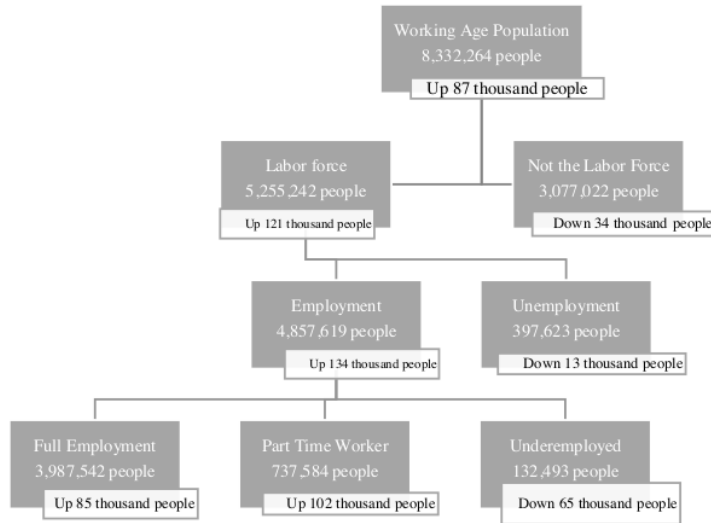 Working Age Population
8,332,264 people
Up 87 thousand people
Labor force
5,255,242 people
Up 121 thousand people
Not the Labor Force
3,077,022 people
Down 34 thousand people
Employment
4,857,619 people
Up 134 thousand people
Unemployment
397,623 people
Down 13 thousand people
Full Employment
3,987,542 people
Up 85 thousand people
Part Time Worker
737,584 people
Up 102 thousand people
Underemployed
132,493 people
Down 65 thousand people